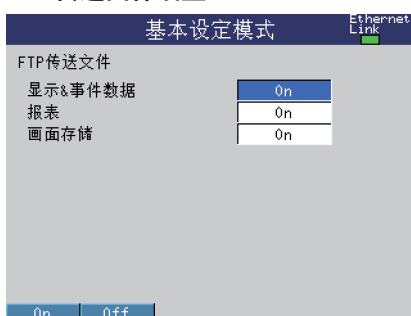 基本设定模式
Ethernet
Link
FTP传送文件
显示&事件数据 On
报表 On
画面存储 On
On Off